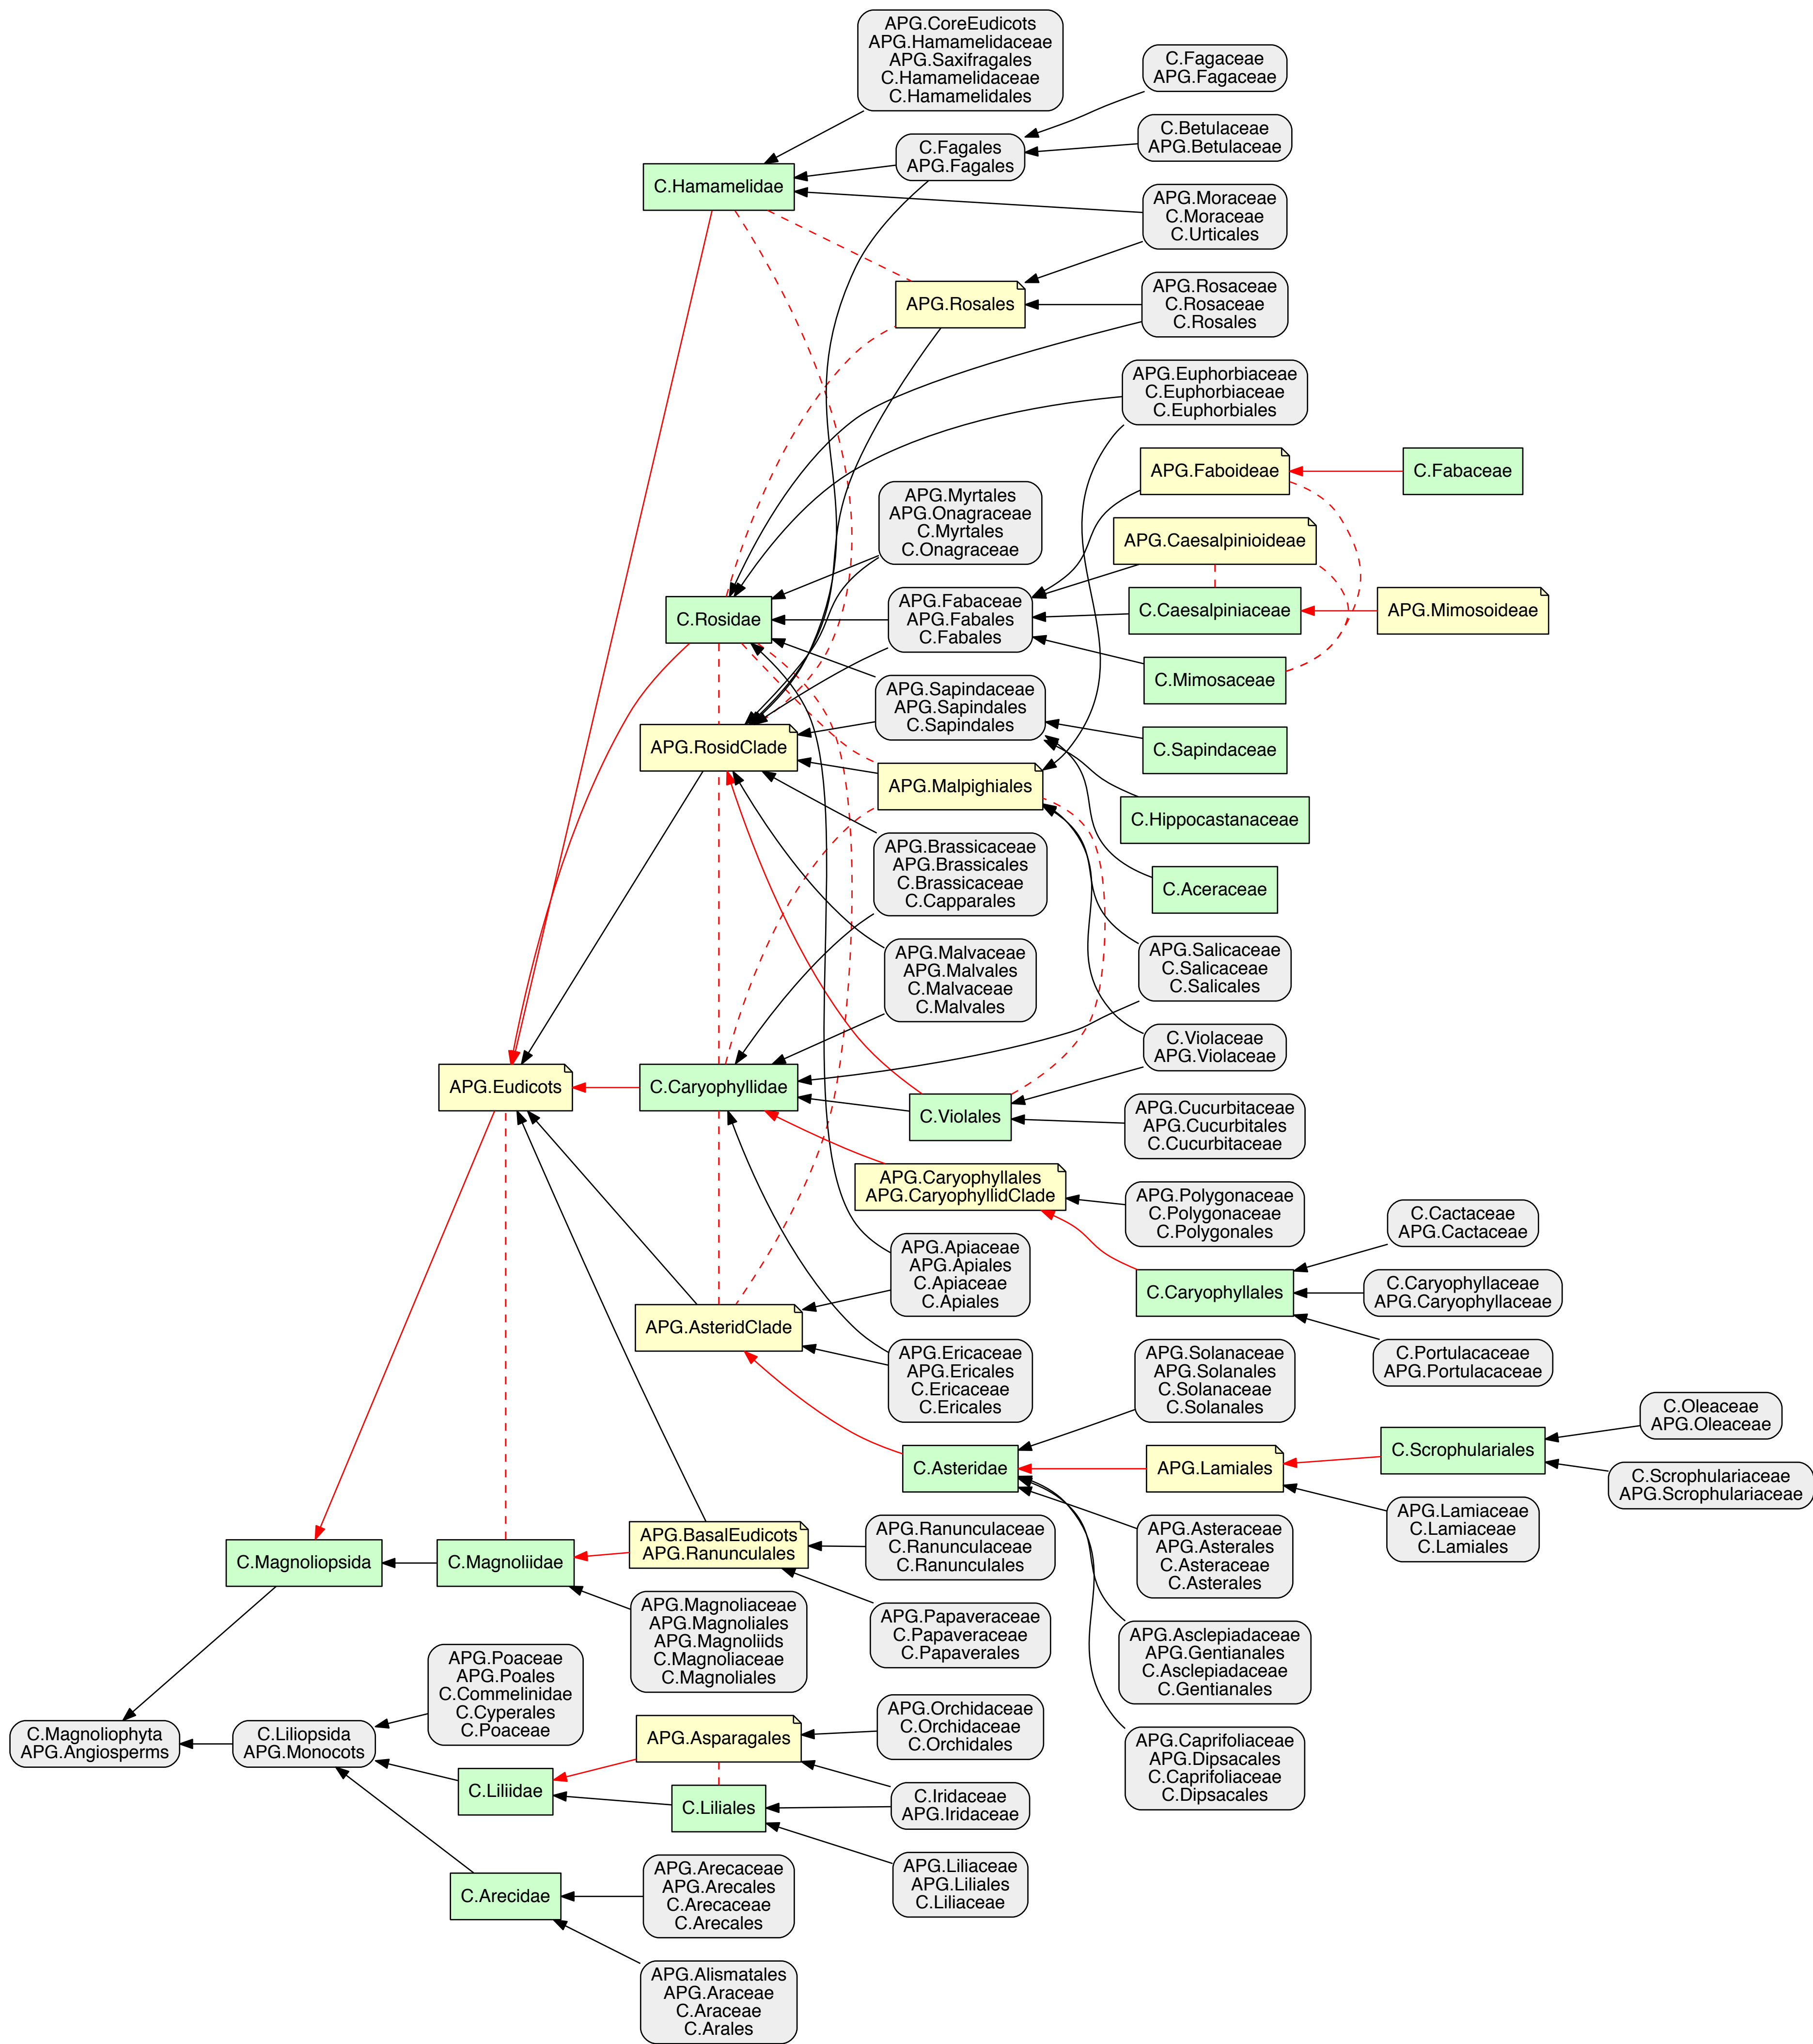 APG.CoreEudicots
APG.Hamamelidaceae
APG.Saxifragales
C.Hamamelidaceae
C.Hamamelidales
C.Fagaceae
APG.Fagaceae
C.Betulaceae
APG.Betulaceae
C.Fagales
APG.Fagales
C.Hamamelidae
APG.Moraceae
C.Moraceae
C.Urticales
APG.Rosales
APG.Rosaceae
C.Rosaceae
C.Rosales
APG.Euphorbiaceae
C.Euphorbiaceae
C.Euphorbiales
APG.Faboideae
C.Fabaceae
APG.Myrtales
APG.Onagraceae
C.Myrtales
C.Onagraceae
APG.Caesalpinioideae
C.Rosidae
APG.Fabaceae
APG.Fabales
C.Fabales
C.Caesalpiniaceae
APG.Mimosoideae
C.Mimosaceae
APG.Sapindaceae
APG.Sapindales
C.Sapindales
APG.RosidClade
C.Sapindaceae
APG.Malpighiales
C.Hippocastanaceae
APG.Brassicaceae
APG.Brassicales
C.Brassicaceae
C.Capparales
C.Aceraceae
APG.Malvaceae
APG.Malvales
C.Malvaceae
C.Malvales
APG.Salicaceae
C.Salicaceae
C.Salicales
C.Violaceae
APG.Violaceae
APG.Eudicots
C.Caryophyllidae
C.Violales
APG.Cucurbitaceae
APG.Cucurbitales
C.Cucurbitaceae
APG.Caryophyllales
APG.CaryophyllidClade
APG.Polygonaceae
C.Polygonaceae
C.Polygonales
C.Cactaceae
APG.Cactaceae
APG.Apiaceae
APG.Apiales
C.Apiaceae
C.Apiales
C.Caryophyllales
C.Caryophyllaceae
APG.Caryophyllaceae
APG.AsteridClade
C.Portulacaceae
APG.Portulacaceae
APG.Ericaceae
APG.Ericales
C.Ericaceae
C.Ericales
APG.Solanaceae
APG.Solanales
C.Solanaceae
C.Solanales
C.Oleaceae
APG.Oleaceae
C.Asteridae
APG.Lamiales
C.Scrophulariales
C.Scrophulariaceae
APG.Scrophulariaceae
APG.Lamiaceae
C.Lamiaceae
C.Lamiales
C.Magnoliopsida
C.Magnoliidae
APG.BasalEudicots
APG.Ranunculales
APG.Ranunculaceae
C.Ranunculaceae
C.Ranunculales
APG.Asteraceae
APG.Asterales
C.Asteraceae
C.Asterales
APG.Magnoliaceae
APG.Magnoliales
APG.Magnoliids
C.Magnoliaceae
C.Magnoliales
APG.Papaveraceae
C.Papaveraceae
C.Papaverales
APG.Asclepiadaceae
APG.Gentianales
C.Asclepiadaceae
C.Gentianales
APG.Poaceae
APG.Poales
C.Commelinidae
C.Cyperales
C.Poaceae
C.Magnoliophyta
APG.Angiosperms
C.Liliopsida
APG.Monocots
APG.Asparagales
APG.Orchidaceae
C.Orchidaceae
C.Orchidales
APG.Caprifoliaceae
APG.Dipsacales
C.Caprifoliaceae
C.Dipsacales
C.Liliidae
C.Liliales
C.Iridaceae
APG.Iridaceae
APG.Liliaceae
APG.Liliales
C.Liliaceae
C.Arecidae
APG.Arecaceae
APG.Arecales
C.Arecaceae
C.Arecales
APG.Alismatales
APG.Araceae
C.Araceae
C.Arales